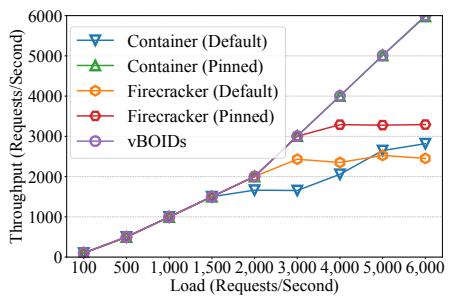 6000
5000
4000
3000
2000
1000
0
Throughput (Requests/Second)
Container (Default)
Container (Pinned)
Firecracker (Default)
Firecracker (Pinned)
vBOIDs
100 500 1,000 1,500 2,000 3,000 4,000 5,000 6,000
Load (Requests/Second)